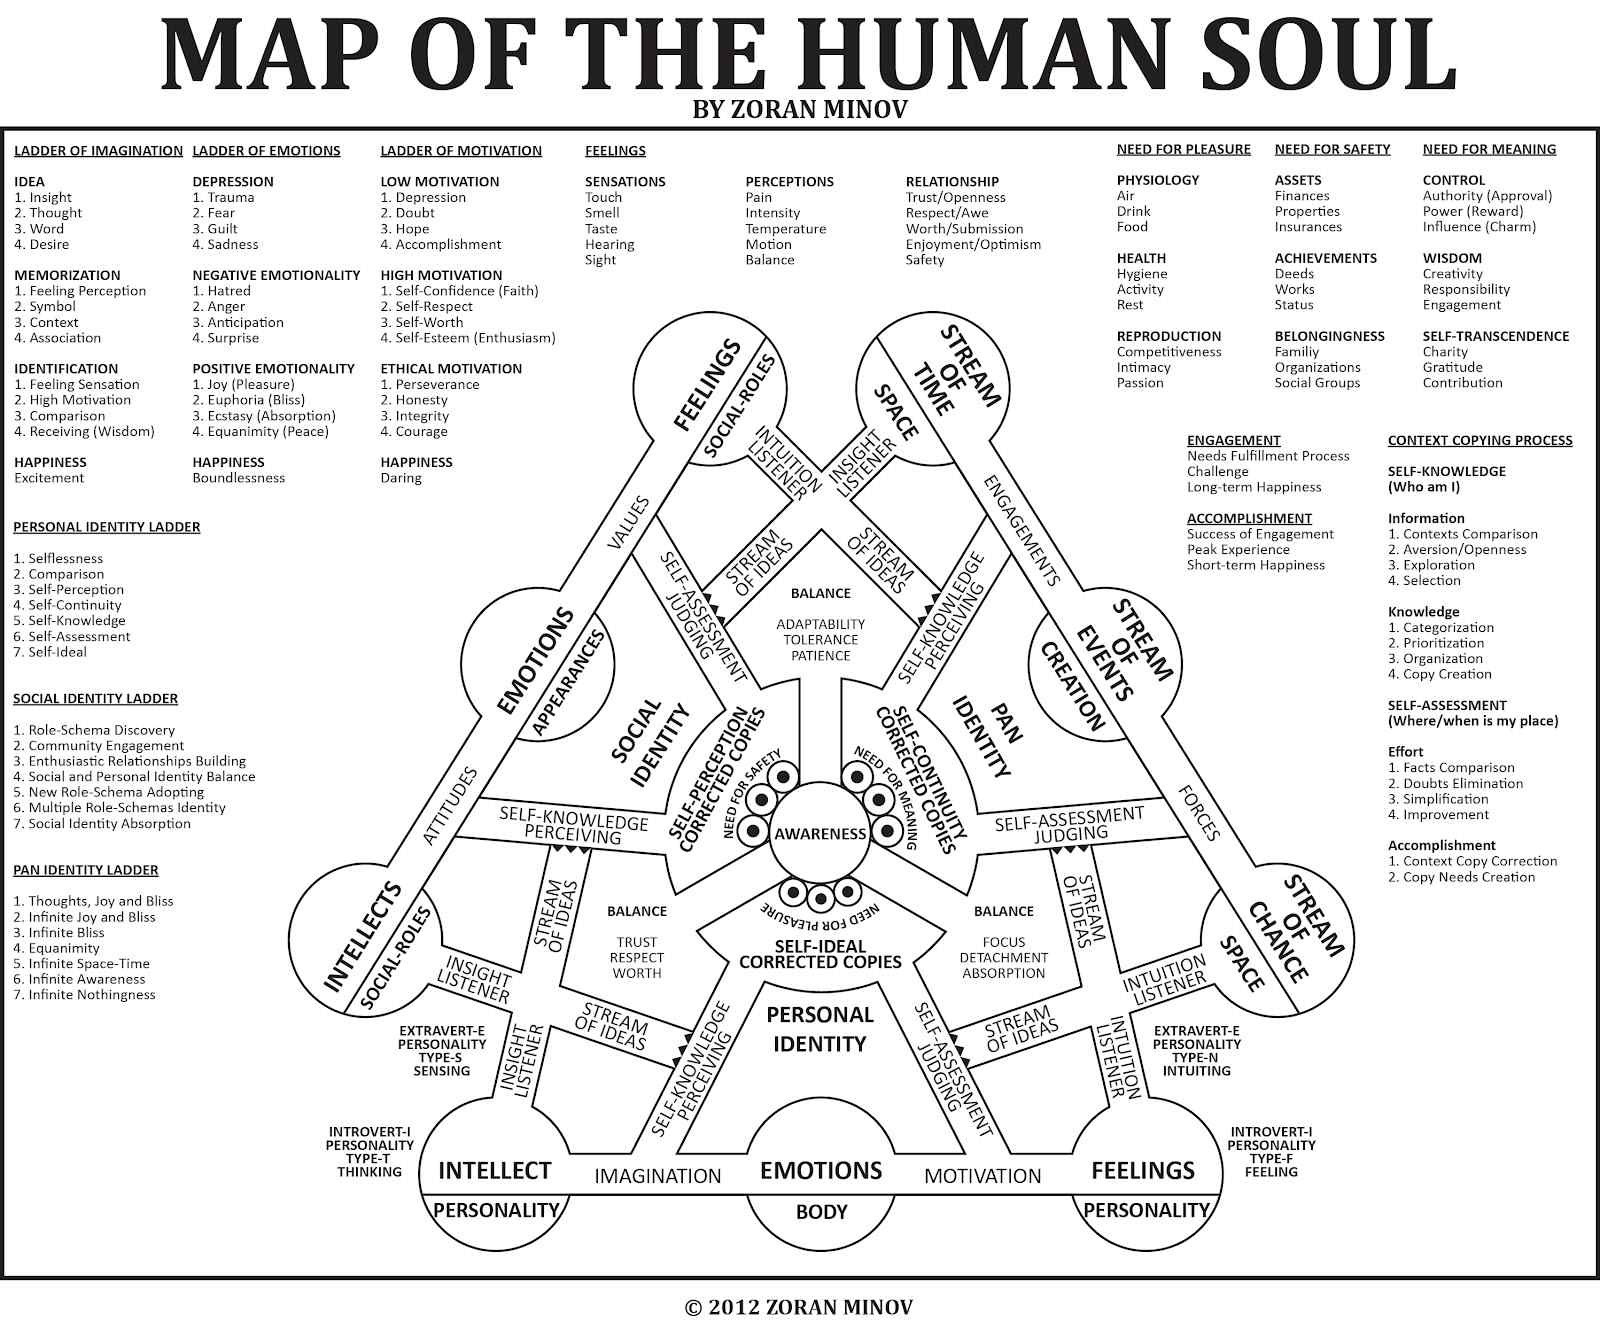 MAP OF THE HUMAN SOUL
BY ZORAN MINOV
LADDER OF IMAGINATION
IDEA
1. Insight
2. Thought
3. Word
4. Desire
MEMORIZATION
1. Feeling Perception
2. Symbol
3. Context
4. Association
IDENTIFICATION
1. Feeling Sensation
2. High Motivation
3. Comparison
4. Receiving (Wisdom)
HAPPINESS
Excitement
LADDER OF EMOTIONS
DEPRESSION
1. Trauma
2. Fear
3. Guilt
4. Sadness
NEGATIVE EMOTIONALITY
1. Hatred
2. Anger
3. Anticipation
4. Surprise
POSITIVE EMOTIONALITY
1. Joy (Pleasure)
2. Euphoria (Bliss)
3. Ecstasy (Absorption)
4. Equanimity (Peace)
HAPPINESS
Boundlessness
LADDER OF MOTIVATION
LOW MOTIVATION
1. Depression
2. Doubt
3. Hope
4. Accomplishment
HIGH MOTIVATION
1. Self-Confidence (Faith)
2. Self-Respect
3. Self-Worth
4. Self-Esteem (Enthusiasm)
ETHICAL MOTIVATION
1. Perseverance
2. Honesty
3. Integrity
4. Courage
HAPPINESS
Daring
FEELINGS
SENSATIONS
Touch
Smell
Taste
Hearing
Sight
PERCEPTIONS
Pain
Intensity
Temperature
Motion
Balance
RELATIONSHIP
Trust/Openness
Respect/Awe
Worth/Submission
Enjoyment/Optimism
Safety
NEED FOR PLEASURE
PHYSIOLOGY
Air
Drink
Food
HEALTH
Hygiene
Activity
Rest
REPRODUCTION
Competitiveness
Intimacy
Passion
NEED FOR SAFETY
ASSETS
Finances
Properties
Insurances
ACHIEVEMENTS
Deeds
Works
Status
BELONGINGNESS
Familiy
Organizations
Social Groups
NEED FOR MEANING
CONTROL
Authority (Approval)
Power (Reward)
Influence (Charm)
WISDOM
Creativity
Responsibility
Engagement
SELF-TRANSCENDENCE
Charity
Gratitude
Contribution
ENGAGEMENT
Needs Fulfillment Process
Challenge
Long-term Happiness
ACCOMPLISHMENT
Success of Engagement
Peak Experience
Short-term Happiness
CONTEXT COPYING PROCESS
SELF-KNOWLEDGE
(Who am I)
Information
1. Contexts Comparison
2. Aversion/Openness
3. Exploration
4. Selection
Knowledge
1. Categorization
2. Prioritization
3. Organization
4. Copy Creation
SELF-ASSESSMENT
(Where/when is my place)
Effort
1. Facts Comparison
2. Doubts Elimination
3. Simplification
4. Improvement
Accomplishment
1. Context Copy Correction
2. Copy Needs Creation
PERSONAL IDENTITY LADDER
1. Selflessness
2. Comparison
3. Self-Perception
4. Self-Continuity
5. Self-Knowledge
6. Self-Assessment
7. Self-Ideal
SOCIAL IDENTITY LADDER
1. Role-Schema Discovery
2. Community Engagement
3. Enthusiastic Relationships Building
4. Social and Personal Identity Balance
5. New Role-Schema Adopting
6. Multiple Role-Schemas Identity
7. Social Identity Absorption
PAN IDENTITY LADDER
1. Thoughts, Joy and Bliss
2. Infinite Joy and Bliss
3. Infinite Bliss
4. Equanimity
5. Infinite Space-Time
6. Infinite Awareness
7. Infinite Nothingness
FEELINGS
SOCIAL-ROLES
STREAM
OF
TIME
SPACE
INTUITION
LISTENER
INSIGHT
LISTENER
VALUES
ENGAGEMENTS
STREAM
OF IDEAS
STREAM
OF IDEAS
SELF-ASSESSMENT
JUDGING
SELF-KNOWLEDGE
PERCEIVING
BALANCE
ADAPTABILITY
TOLERANCE
PATIENCE
EMOTIONS
APPEARANCES
STREAM
OF
EVENTS
CREATION
SOCIAL
IDENTITY
PAN
IDENTITY
SELF-PERCEPTION
CORRECTED COPIES
SELF-CONTINUITY
CORRECTED COPIES
NEED FOR SAFETY
NEED FOR MEANING
AWARENESS
ATTITUDES
FORCES
SELF-KNOWLEDGE
PERCEIVING
SELF-ASSESSMENT
JUDGING
INTELLECTS
SOCIAL-ROLES
STREAM
OF IDEAS
BALANCE
TRUST
RESPECT
WORTH
NEED FOR PLEASURE
SELF-IDEAL
CORRECTED COPIES
BALANCE
FOCUS
DETACHMENT
ABSORPTION
STREAM
OF IDEAS
STREAM
OF
CHANCE
SPACE
INSIGHT
LISTENER
INTUITION
LISTENER
STREAM
OF IDEAS
STREAM
OF IDEAS
PERSONAL
IDENTITY
EXTRAVERT-E
PERSONALITY
TYPE-S
SENSING
INSIGHT
LISTENER
SELF-KNOWLEDGE
PERCEIVING
SELF-ASSESSMENT
JUDGING
INTUITION
LISTENER
EXTRAVERT-E
PERSONALITY
TYPE-N
INTUITING
INTROVERT-I
PERSONALITY
TYPE-T
THINKING
INTELLECT
PERSONALITY
IMAGINATION
EMOTIONS
BODY
MOTIVATION
FEELINGS
PERSONALITY
INTROVERT-I
PERSONALITY
TYPE-F
FEELING
© 2012 ZORAN MINOV